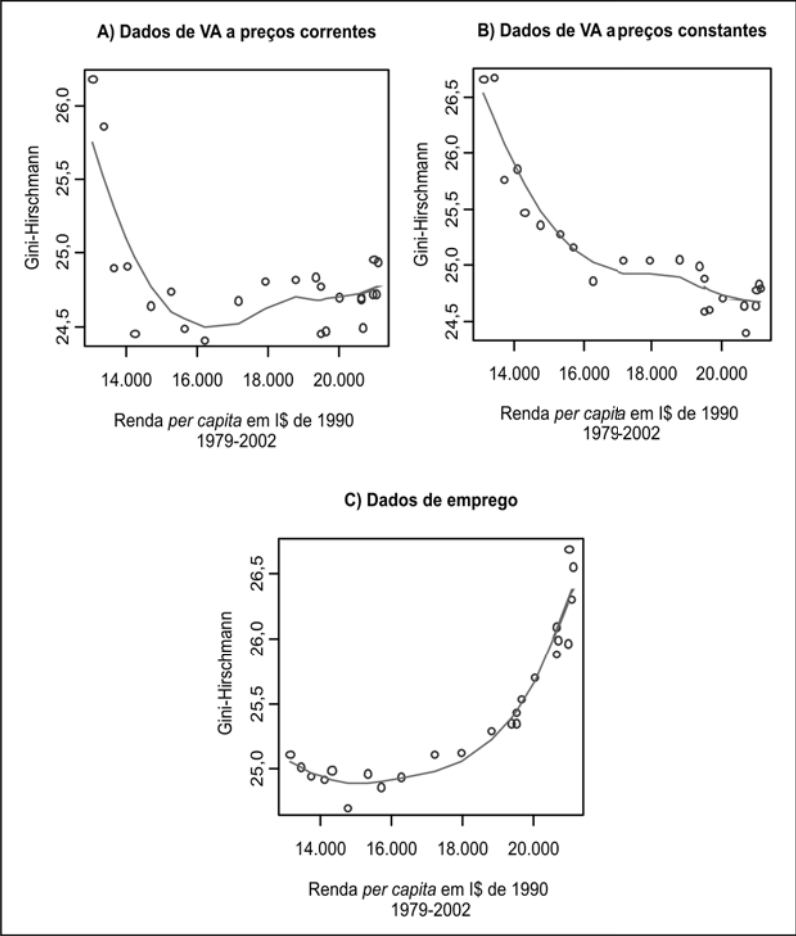 A) Dados de VA a preços correntes
Gini-Hirschmann
26,0
25,5
25,0
24,5
14.000 16.000 18.000 20.000
Renda per capita em I$ de 1990
1979-2002
B) Dados de VA a preços constantes
Gini-Hirschmann
26,5
26,0
25,5
25,0
24,5
14.000 16.000 18.000 20.000
Renda per capita em I$ de 1990
1979-2002
C) Dados de emprego
Gini-Hirschmann
26,5
26,0
25,5
25,0
14.000 16.000 18.000 20.000
Renda per capita em I$ de 1990
1979-2002